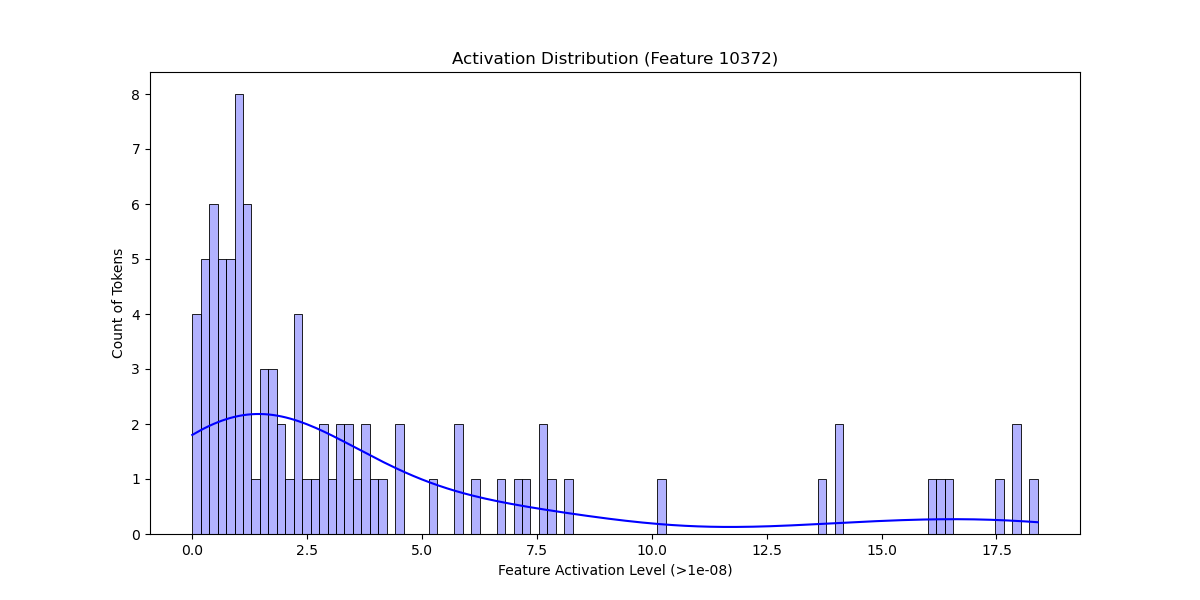 Activation Distribution (Feature 10372)
8
7
6
5
4
3
2
1
0
Count of Tokens
0.0 2.5 5.0 7.5 10.0 12.5 15.0 17.5
Feature Activation Level (>1e-08)